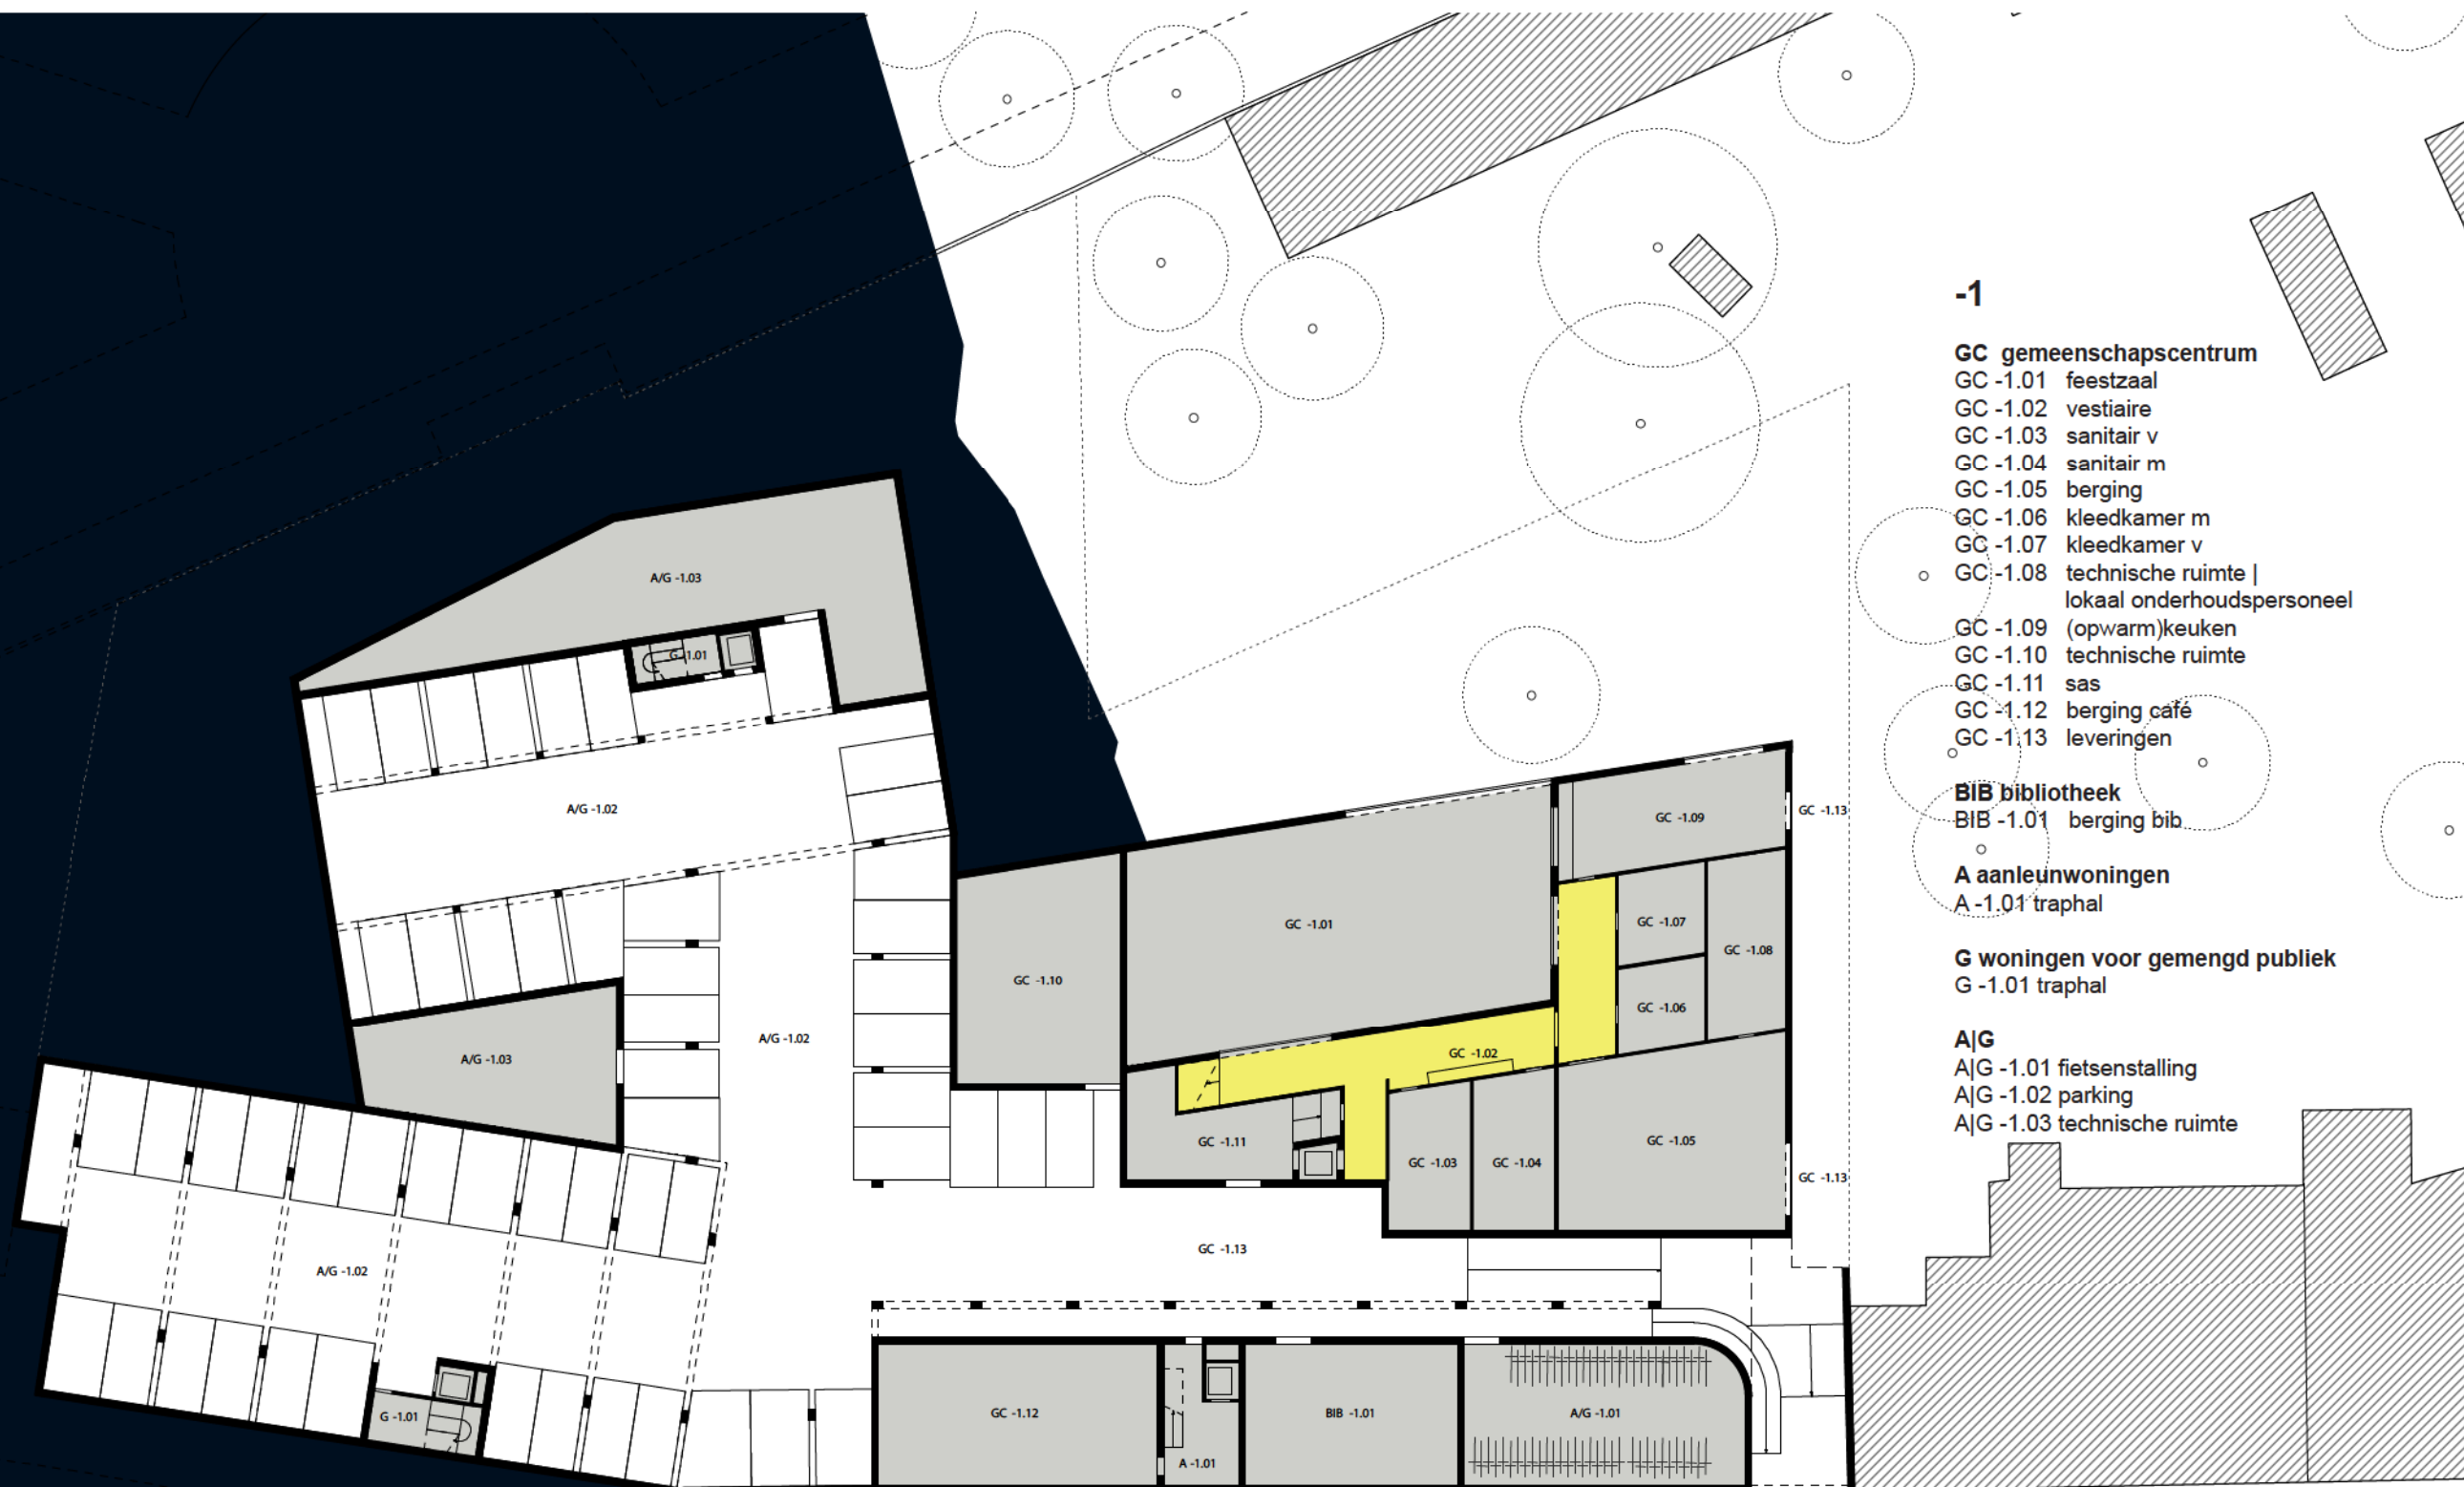 -1
GC gemeenschapscentrum
GC -1.01 feestzaal
GC -1.02 vestiaire
GC -1.03 sanitair v
GC -1.04 sanitair m
GC -1.05 berging
GC -1.06 kleedkamer m
GC -1.07 kleedkamer v
GC -1.08 technische ruimte |
lokaal onderhoudspersoneel
GC -1.09 (opwarm)keuken
GC -1.10 technische ruimte
GC -1.11 sas
GC -1.12 berging café
GC -1.13 leveringen
BIB bibliotheek
BIB -1.01 berging bib
A aanleunwoningen
A -1.01 traphal
G woningen voor gemengd publiek
G -1.01 traphal
A|G
A|G -1.01 fietsenstalling
A|G -1.02 parking
A|G -1.03 technische ruimte
A/G -1.03
G -1.01
A/G -1.02
GC -1.09
GC -1.13
GC -1.01
GC -1.07
GC -1.08
GC -1.10
GC -1.06
A/G -1.02
A/G -1.03
GC -1.02
GC -1.11
GC -1.03
GC -1.04
GC -1.05
GC -1.13
GC -1.13
A/G -1.02
G -1.01
GC -1.12
A -1.01
BIB -1.01
A/G -1.01